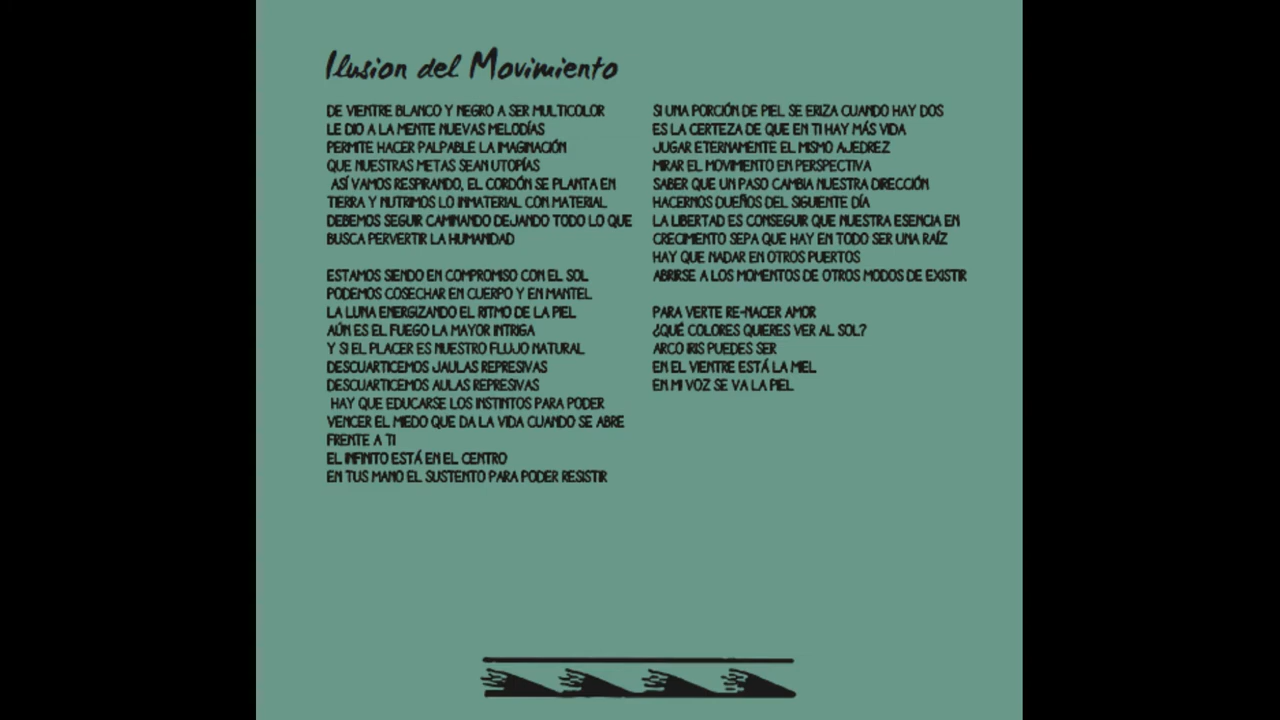 Ilusion del Movimiento
DE VIENTRE BLANCO Y NEGRO A SER MULTICOLOR
LE DIO A LA MENTE NUEVAS MELODÍAS
PERMITE HACER PALPABLE LA IMAGINACIÓN
QUE NUESTRAS METAS SEAN UTOPÍAS
ASÍ VAMOS RESPIRANDO, EL CORDÓN SE PLANTA EN
TIERRA Y NUTRIMOS LO INMATERIAL CON MATERIAL
DEBEMOS SEGUIR CAMINANDO DEJANDO TODO LO QUE
BUSCA PERVERTIR LA HUMANIDAD
ESTAMOS SIENDO EN COMPROMISO CON EL SOL
PODEMOS COSECHAR EN CUERPO Y EN MANTEL
LA LUNA ENERGIZANDO EL RITMO DE LA PIEL
AÚN ES EL FUEGO LA MAYOR INTRIGA
Y SI EL PLACER ES NUESTRO FLUJO NATURAL
DESCUARTICEMOS JAULAS REPRESIVAS
DESCUARTICEMOS AULAS REPRESIVAS
HAY QUE EDUCARSE LOS INSTINTOS PARA PODER
VENCER EL MIEDO QUE DA LA VIDA CUANDO SE ABRE
FRENTE A TI
EL INFINITO ESTÁ EN EL CENTRO
EN TUS MANO EL SUSTENTO PARA PODER RESISTIR
SI UNA PORCIÓN DE PIEL SE ERIZA CUANDO HAY DOS
ES LA CERTEZA DE QUE EN TI HAY MÁS VIDA
JUGAR ETERNAMENTE EL MISMO AJEDREZ
MIRAR EL MOVIMIENTO EN PERSPECTIVA
SABER QUE UN PASO CAMBIA NUESTRA DIRECCIÓN
HACERNOS DUEÑOS DEL SIGUIENTE DÍA
LA LIBERTAD ES CONSEGUIR QUE NUESTRA ESENCIA EN
CRECIMIENTO SEPA QUE HAY EN TODO SER UNA RAÍZ
HAY QUE NADAR EN OTROS PUERTOS
ABRIRSE A LOS MOMENTOS DE OTROS MODOS DE EXISTIR
PARA VERTE RE-NACER AMOR
¿QUÉ COLORES QUIERES VER AL SOL?
ARCO IRIS PUEDES SER
EN EL VIENTRE ESTÁ LA MIEL
EN MI VOZ SE VA LA PIEL